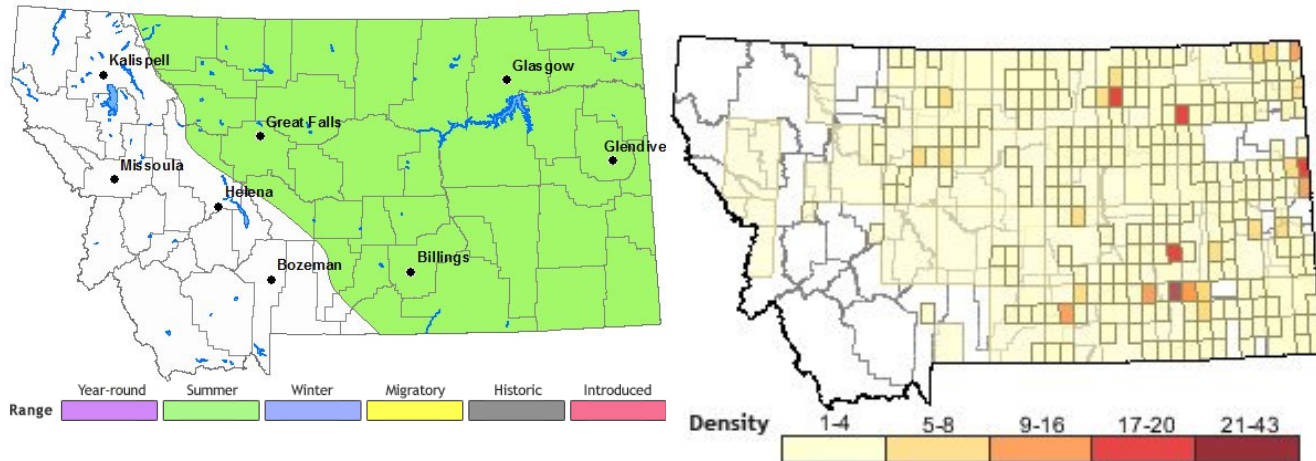 Kalispell
Glasgow
Great Falls
Glendive
Missoula
Helena
Bozeman
Billings
Year-round Summer Winter Migratory Historic Introduced
Range
Density 1-4 5-8 9-16 17-20 21-43